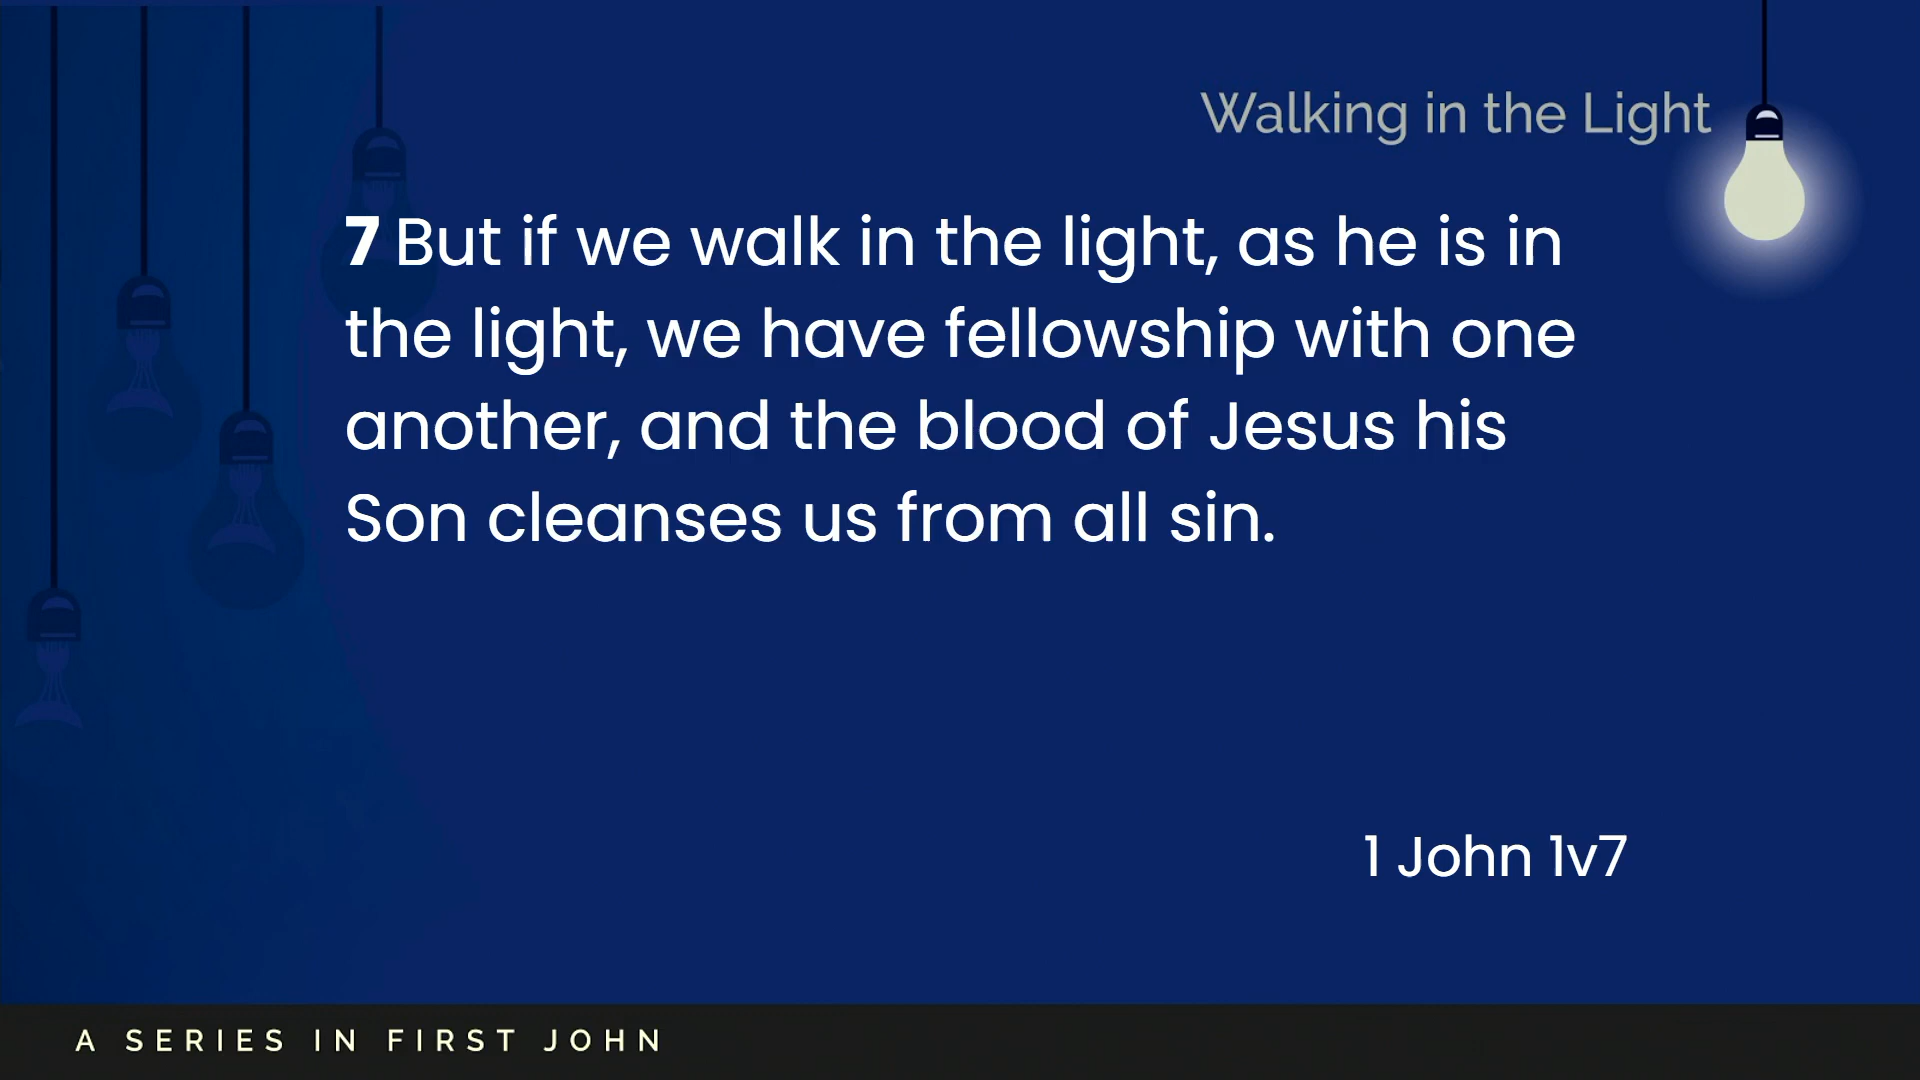 Walking in the Light
7 But if we walk in the light, as he is in
the light, we have fellowship with one
another, and the blood of Jesus his
Son cleanses us from all sin.
1 John 1v7
A SERIES IN FIRST JOHN